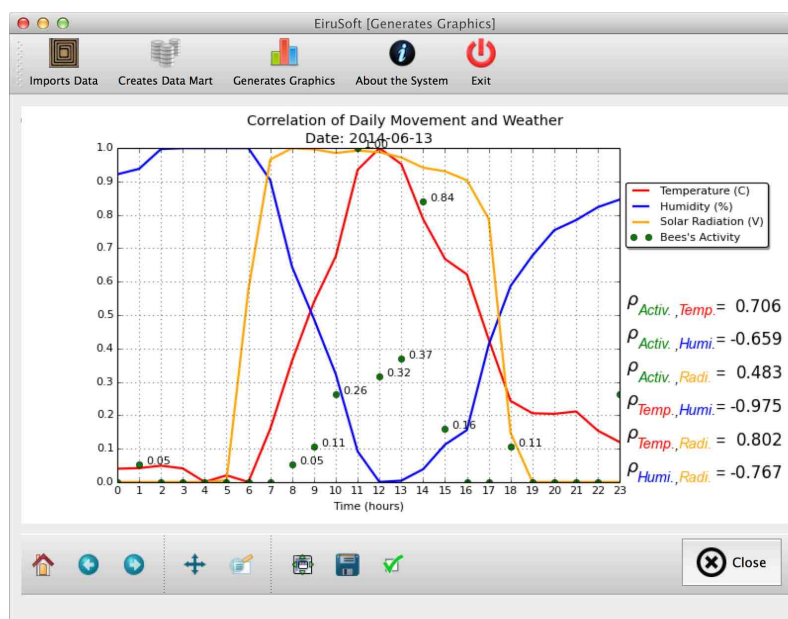 EiruSoft [Generates Graphics]
Imports Data
Creates Data Mart
Generates Graphics
About the System
Exit
Correlation of Daily Movement and Weather
Date: 2014-06-13
1.0
0.9
0.8
0.7
0.6
0.5
0.4
0.3
0.2
0.1
0.0
0.05
0.05
0.11
0.26
1.00
0.32
0.37
0.84
0.16
0.11
0 1 2 3 4 5 6 7 8 9 10 11 12 13 14 15 16 17 18 19 20 21 22 23
Time (hours)
Temperature (C)
Humidity (%)
Solar Radiation (V)
Bees's Activity
ρActiv.,Temp.= 0.706
ρActiv.,Humi.= -0.659
ρActiv.,Radi.= 0.483
ρTemp.,Humi.= -0.975
ρTemp.,Radi.= 0.802
ρHumi.,Radi.= -0.767
Close